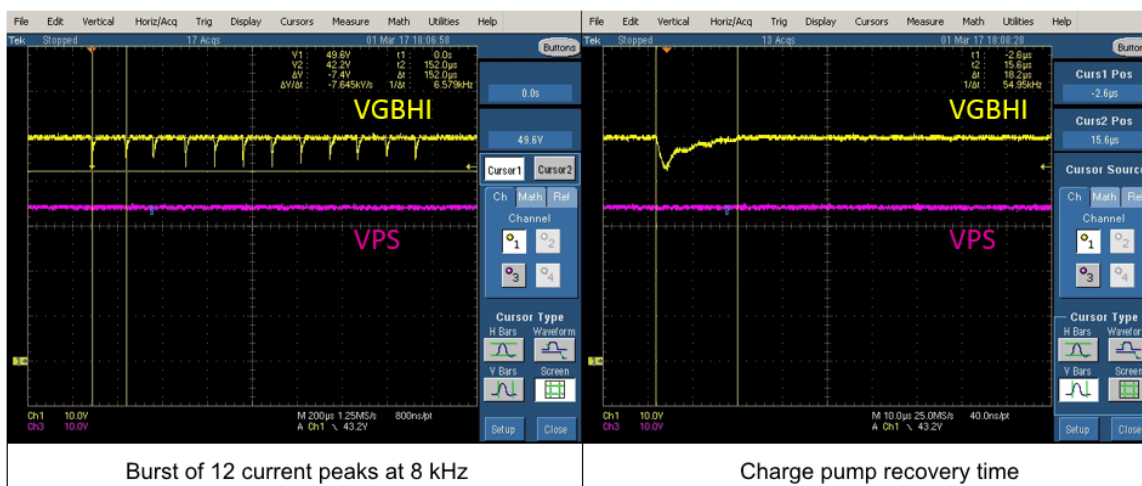 File Edit Vertical Horiz/Acq Trig Display Cursors Measure Math Utilities Help
Tek Stopped 17 Acqs 01 Mar 17 18:06:58
Buttons
V1 : 49.6V t1 : 0.0s
V2 : 42.2V t2 : 152.0µs
ΔV : -7.4V Δt : 152.0µs
ΔV/Δt : -7.645kV/s 1/Δt : 6.579kHz
0.0s
VGBHI
49.6V
Cursor1 Cursor2
Ch Math Ref
Channel
1 2
3 4
VPS
Cursor Type
H Bars Waveform
V Bars Screen
1
Ch1 10.0V M 200µs 1.25MS/s 800ns/pt
Ch3 10.0V A Ch1 \ 43.2V
Setup Close
Burst of 12 current peaks at 8 kHz
File Edit Vertical Horiz/Acq Trig Display Cursors Measure Math Utilities Help
Tek Stopped 13 Acqs 01 Mar 17 18:08:28
Button
t1 : -2.6µs
t2 : 15.6µs
Δt : 18.2µs
1/Δt : 54.95kHz
Curs1 Pos
-2.6µs
VGBHI
Curs2 Pos
15.6µs
Cursor Source
Ch Math Ref
Channel
1 2
3 4
VPS
Cursor Type
H Bars Waveform
V Bars Screen
1
Ch1 10.0V M 10.0µs 25.0MS/s 40.0ns/pt
Ch3 10.0V A Ch1 \ 43.2V
Setup Close
Charge pump recovery time